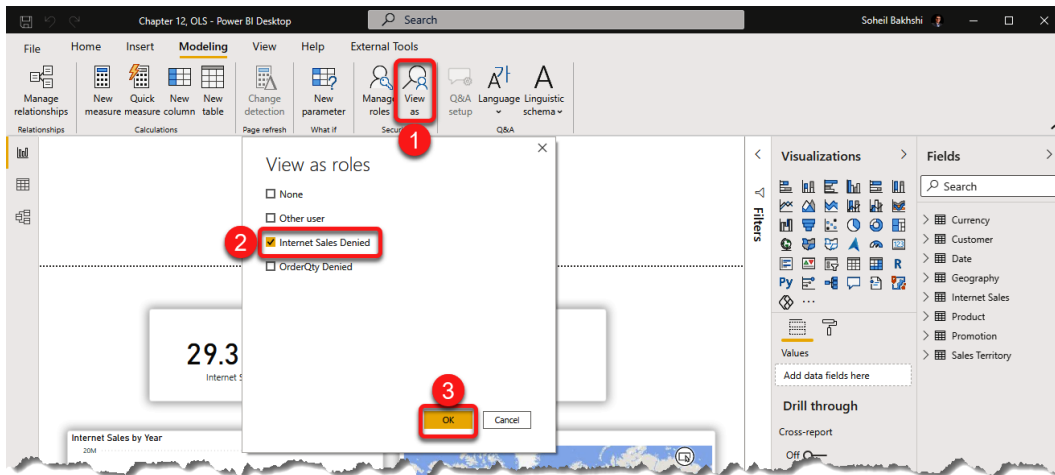 Chapter 12, OLS - Power BI Desktop
Search
Soheil Bakhshi
File Home Insert Modeling View Help External Tools
Manage relationships
New measure
Quick measure
New column
New table
Change detection
New parameter
Manage roles
View as
Q&A setup
Language
Linguistic schema
Relationships
Calculations
Page refresh
What if
Secu
Q&A
1
View as roles
None
Other user
2
Internet Sales Denied
OrderQty Denied
3
OK
Cancel
29.3
Internet S
Internet Sales by Year
20M
Filters
Visualizations
R
Py
123
Values
Add data fields here
Drill through
Cross-report
Off
Fields
Search
Currency
Customer
Date
Geography
Internet Sales
Product
Promotion
Sales Territory